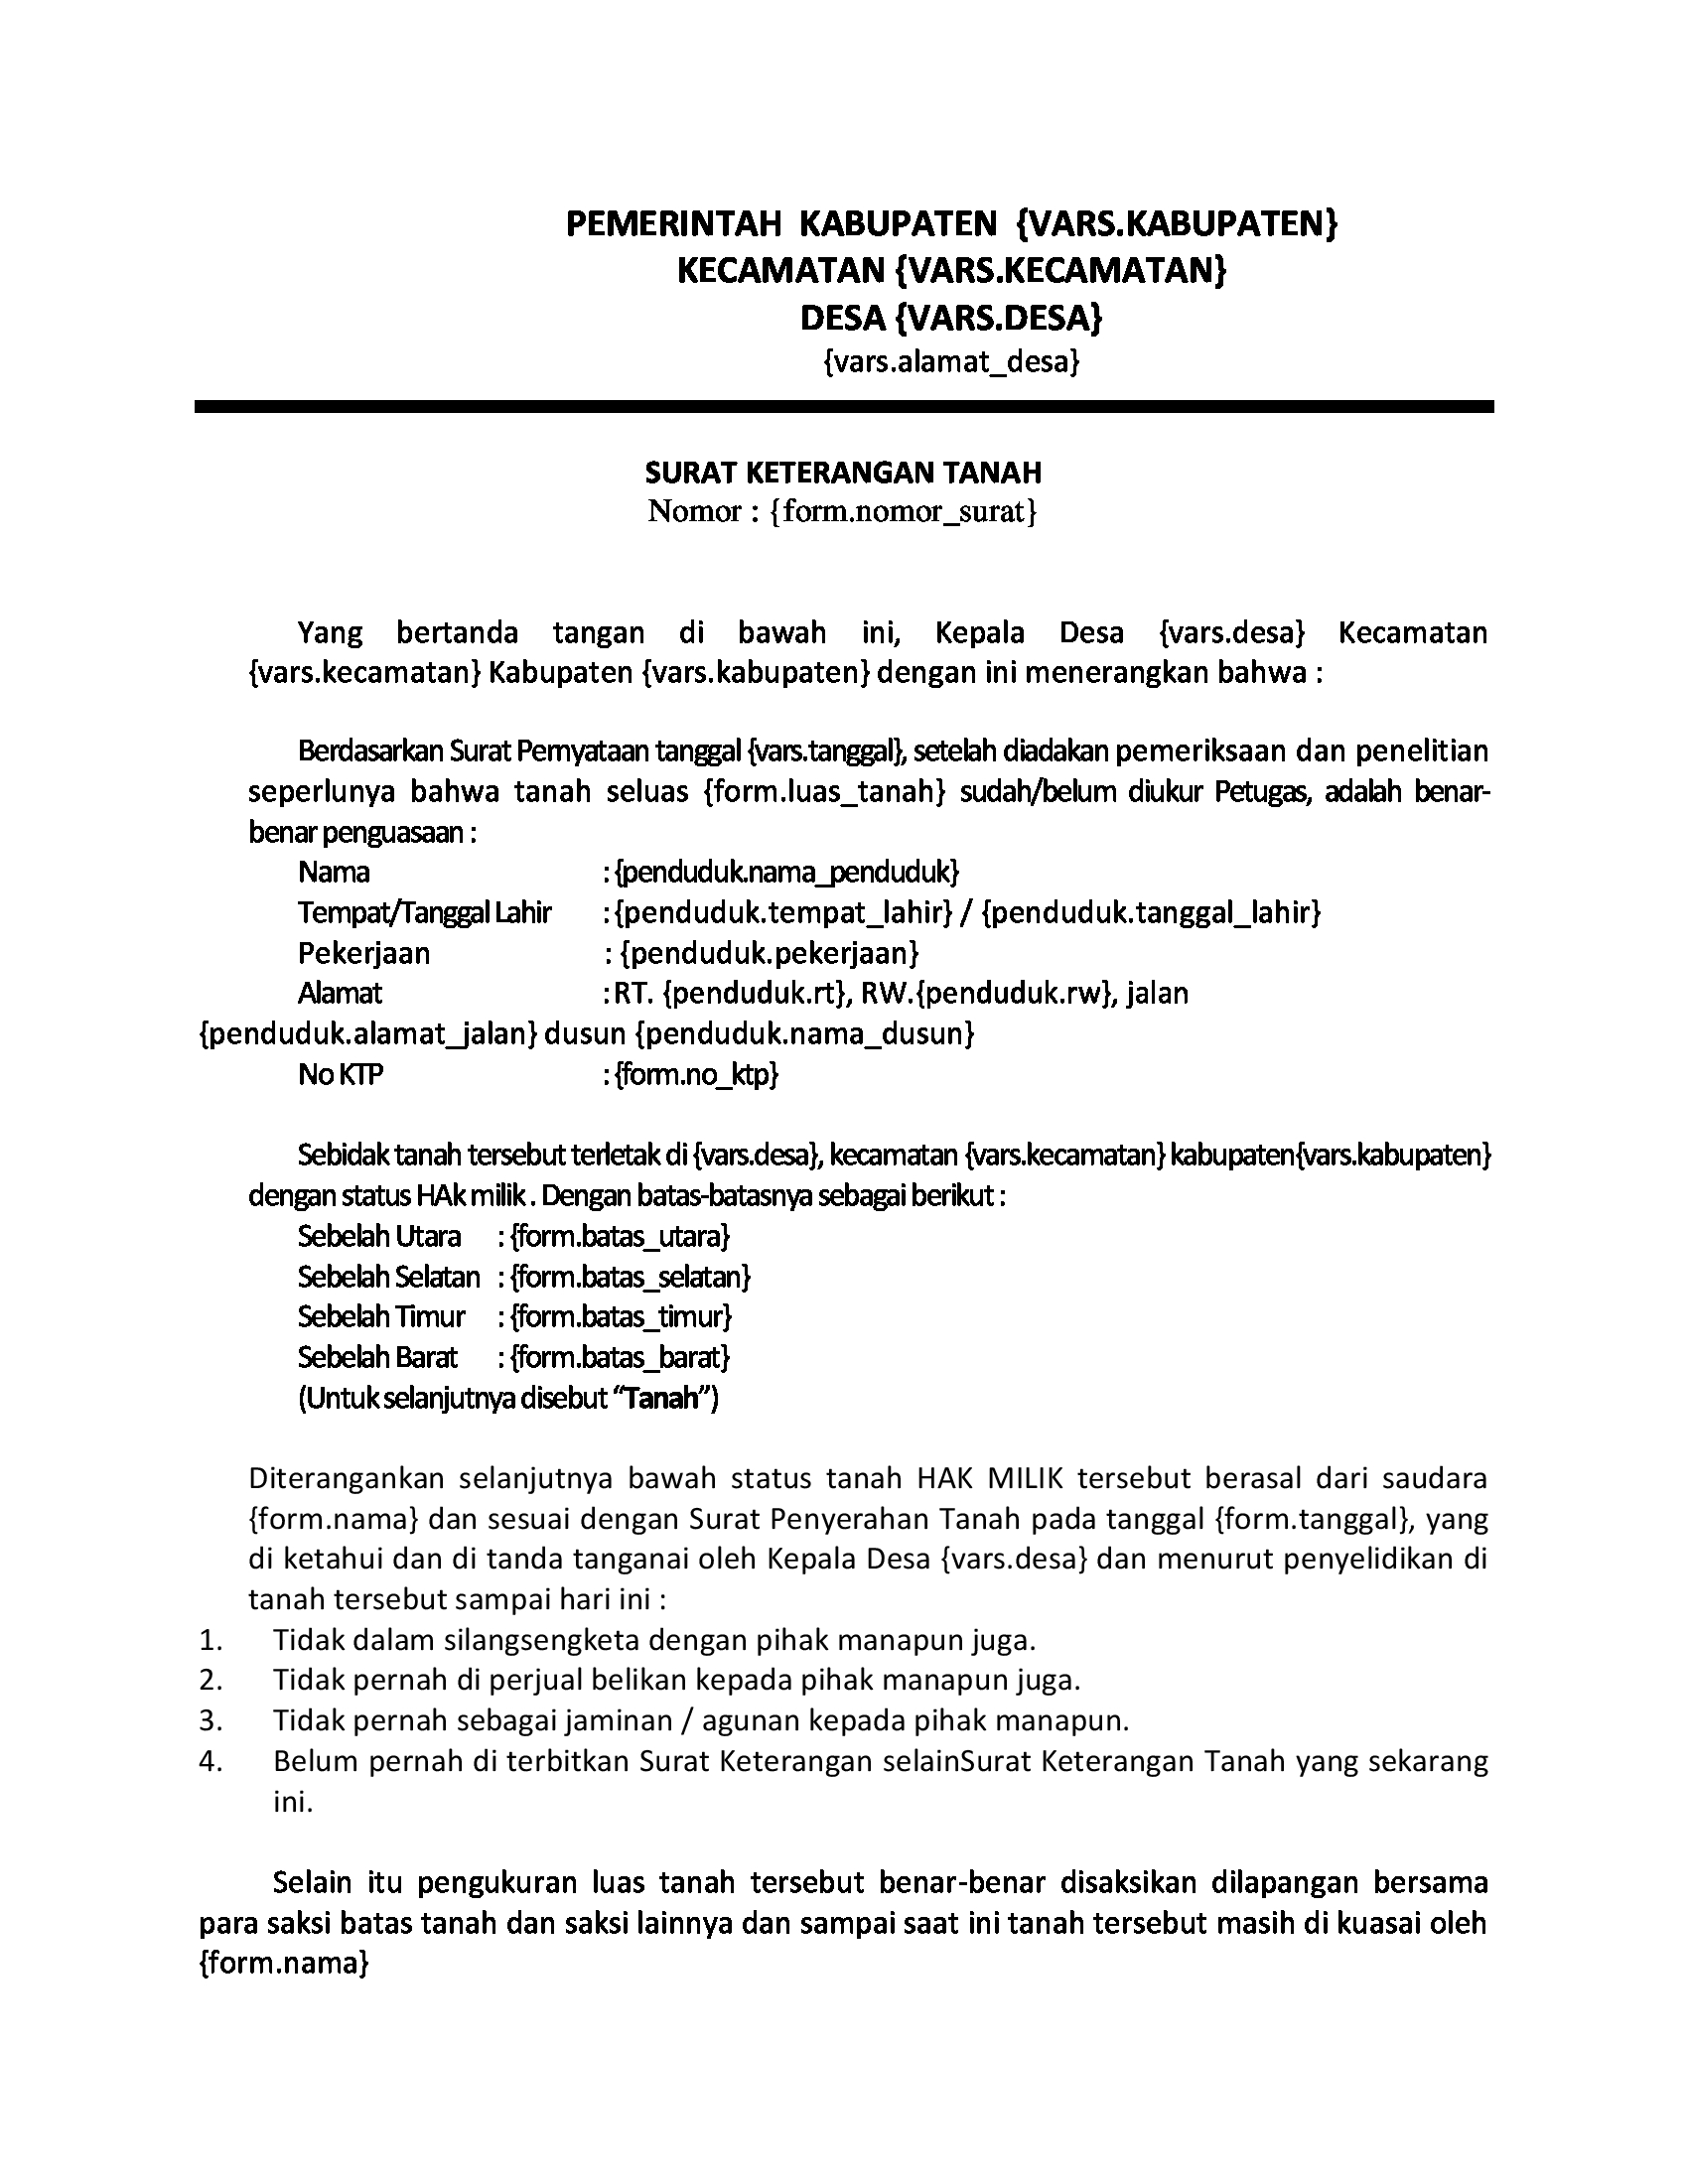 PEMERINTAH KABUPATEN {VARS.KABUPATEN}
KECAMATAN {VARS.KECAMATAN}
DESA {VARS.DESA}
{vars.alamat_desa}
SURAT KETERANGAN TANAH
Nomor : {form.nomor_surat}
Yang bertanda tangan di bawah ini, Kepala Desa {vars.desa} Kecamatan
{vars.kecamatan} Kabupaten {vars.kabupaten} dengan ini menerangkan bahwa :
Berdasarkan Surat Pernyataan tanggal {vars.tanggal}, setelah diadakan pemeriksaan dan penelitian
seperlunya bahwa tanah seluas {form.luas_tanah} sudah/belum diukur Petugas, adalah benar-
benar penguasaan :
Nama : {penduduk.nama_penduduk}
Tempat/Tanggal Lahir : {penduduk.tempat_lahir} / {penduduk.tanggal_lahir}
Pekerjaan : {penduduk.pekerjaan}
Alamat : RT. {penduduk.rt}, RW.{penduduk.rw}, jalan
{penduduk.alamat_jalan} dusun {penduduk.nama_dusun}
No KTP : {form.no_ktp}
Sebidak tanah tersebut terletak di {vars.desa}, kecamatan {vars.kecamatan} kabupaten{vars.kabupaten}
dengan status HAk milik . Dengan batas-batasnya sebagai berikut :
Sebelah Utara : {form.batas_utara}
Sebelah Selatan : {form.batas_selatan}
Sebelah Timur : {form.batas_timur}
Sebelah Barat : {form.batas_barat}
(Untuk selanjutnya disebut “Tanah”)
Diterangankan selanjutnya bawah status tanah HAK MILIK tersebut berasal dari saudara
{form.nama} dan sesuai dengan Surat Penyerahan Tanah pada tanggal {form.tanggal}, yang
di ketahui dan di tanda tanganai oleh Kepala Desa {vars.desa} dan menurut penyelidikan di
tanah tersebut sampai hari ini :
1. Tidak dalam silangsengketa dengan pihak manapun juga.
2. Tidak pernah di perjual belikan kepada pihak manapun juga.
3. Tidak pernah sebagai jaminan / agunan kepada pihak manapun.
4. Belum pernah di terbitkan Surat Keterangan selainSurat Keterangan Tanah yang sekarang
ini.
Selain itu pengukuran luas tanah tersebut benar-benar disaksikan dilapangan bersama
para saksi batas tanah dan saksi lainnya dan sampai saat ini tanah tersebut masih di kuasai oleh
{form.nama}